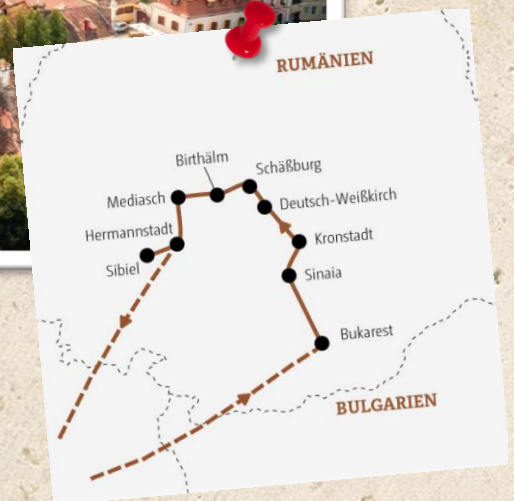 RUMÄNIEN
Birthälm
Schäßburg
Mediasch
Deutsch-Weißkirch
Hermannstadt
Kronstadt
Sibiel
Sinaia
Bukarest
BULGARIEN